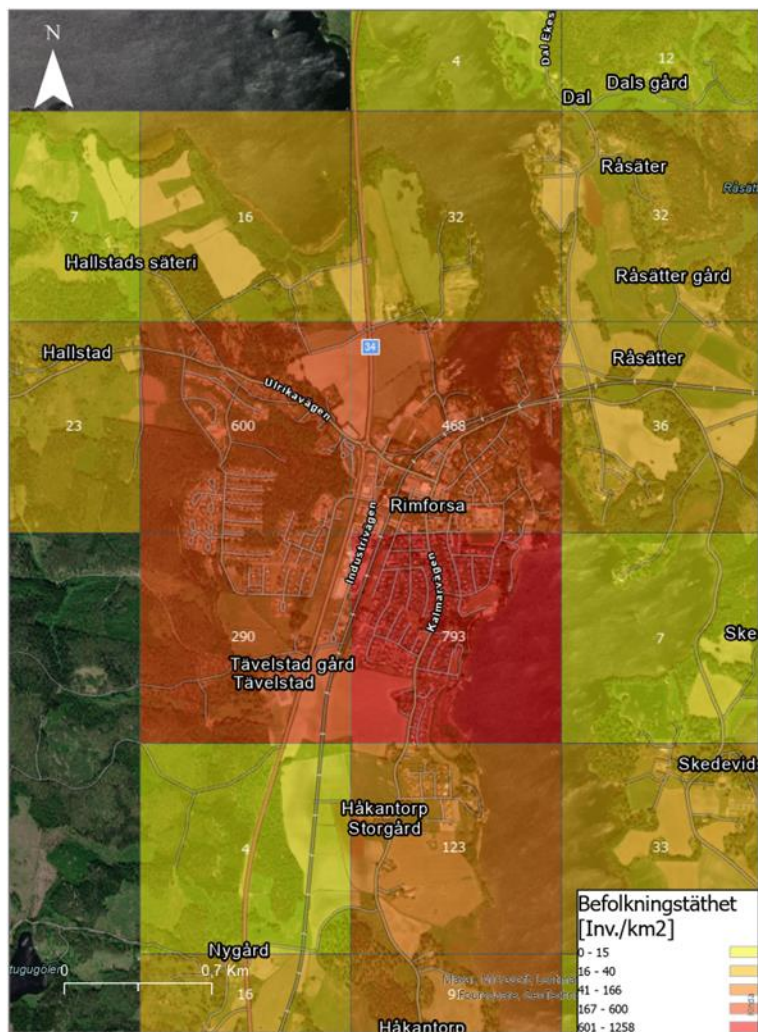 N
4
Dal Ekes
12
Dals gård
Dal
Råsäter
7
16
32
32
Hallstads säteri
Råsätter gård
Hallstad
34
Råsätter
Ulrikavägen
23
600
468
36
Rimforsa
Industrivägen
Kalmarvägen
290
793
7
Ske
Tävelstad gård
Tävelstad
Skedevids
Håkantorp
Storgård
4
123
33
Nygård
tugugöler
0 0,7 Km
16
Håkantorp
Befolkningstäthet
[Inv./km2]
0 - 15
16 - 40
41 - 166
167 - 600
601 - 1258